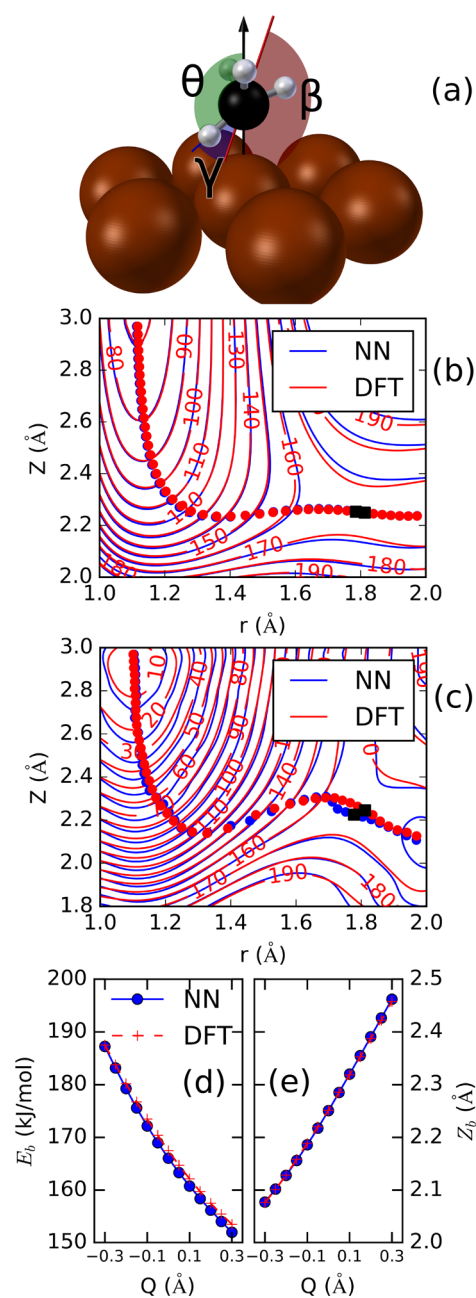 θ
β
γ
(a)
3.0
2.8
2.6
2.4
2.2
2.0
Z (Å)
80
90
100
110
130
140
150
160
170
180
190
190
NN
DFT
(b)
1.0 1.2 1.4 1.6 1.8 2.0
r (Å)
3.0
2.8
2.6
2.4
2.2
2.0
1.8
Z (Å)
10
20
40
50
60
80
90
100
110
140
160
170
180
190
NN
DFT
(c)
1.0 1.2 1.4 1.6 1.8 2.0
r (Å)
200
190
180
170
160
150
E_b (kJ/mol)
NN
DFT
(d)
−0.3 −0.1 0.1 0.3
Q (Å)
(e)
2.5
2.4
2.3
2.2
2.1
2.0
Z_b (Å)
−0.3 −0.1 0.1 0.3
Q (Å)